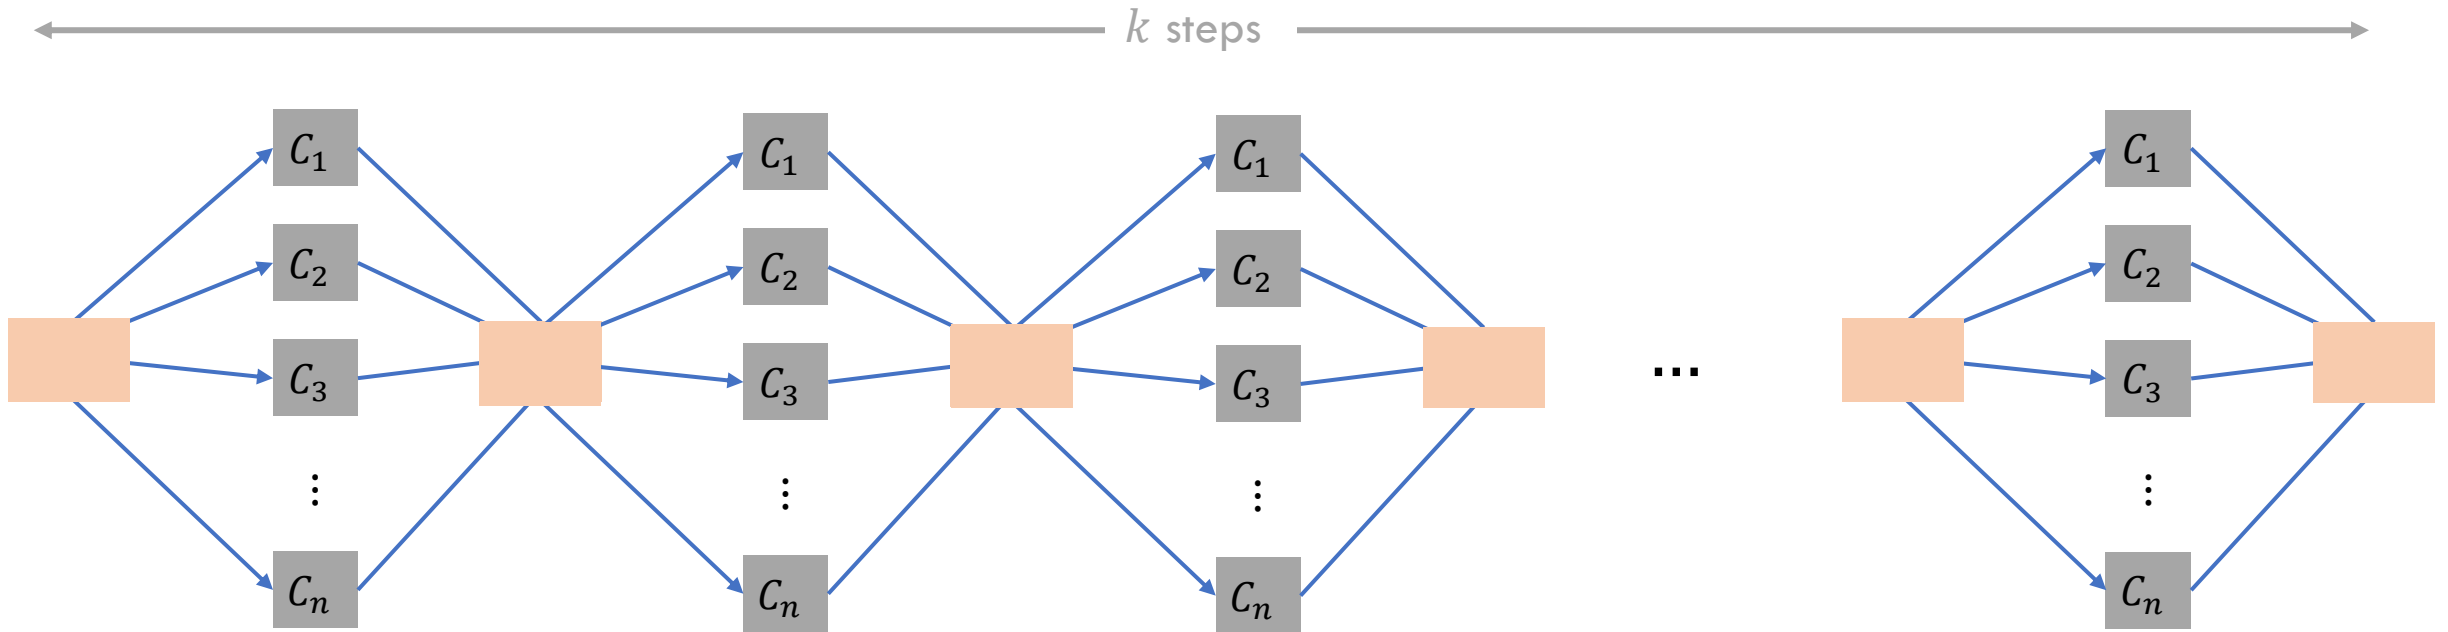 k steps
C₁ C₁ C₁ C₁
C₂ C₂ C₂ C₂
C₃ C₃ C₃ ... C₃
⋮ ⋮ ⋮ ⋮
Cₙ Cₙ Cₙ Cₙ